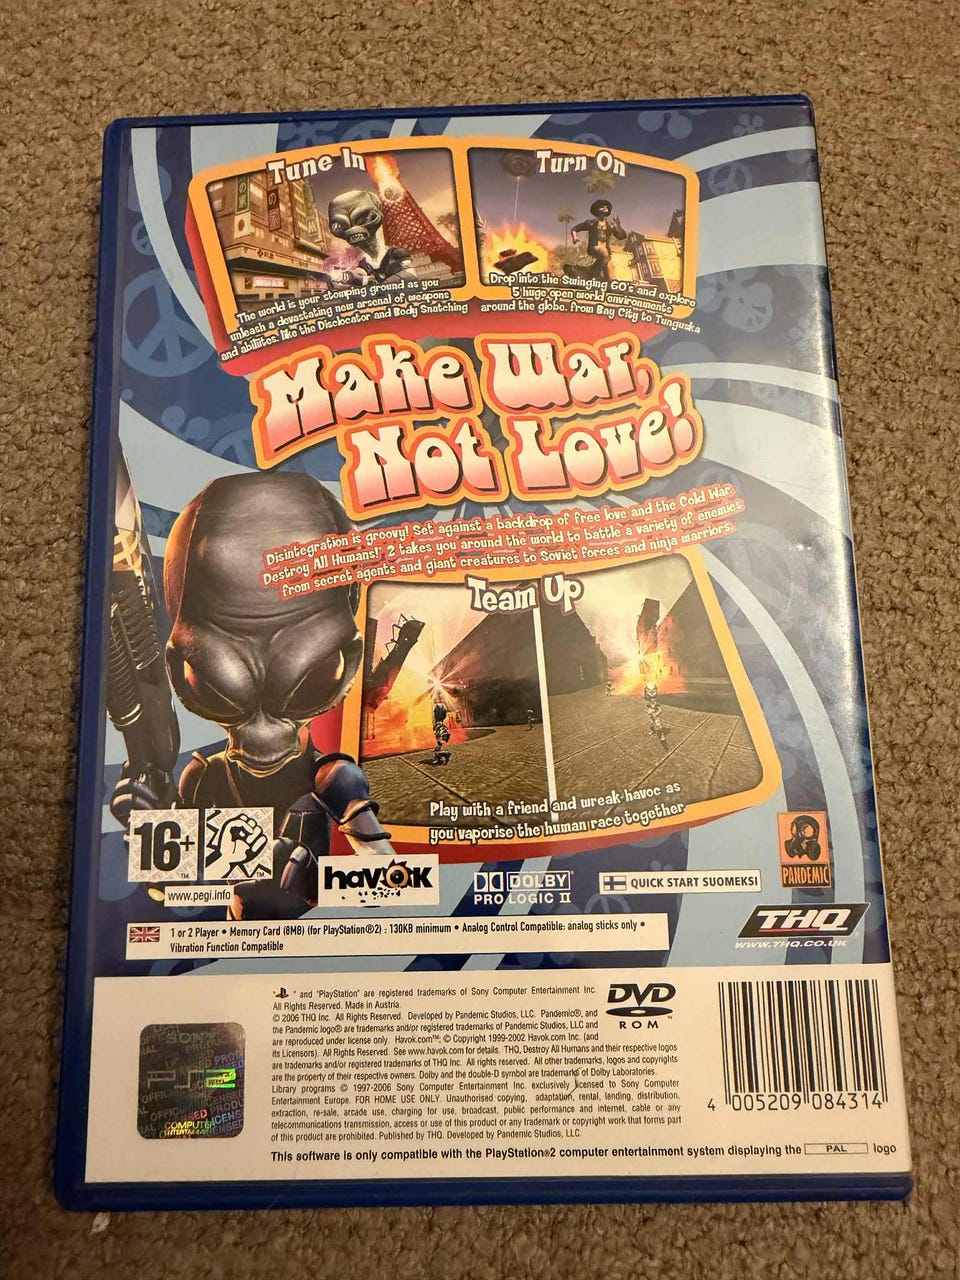 Tune In
Turn On
The world is your stomping ground as you
unleash a devastating new arsenal of weapons
and abiltites, like the Disclocator and Body Snatching
Drop into the Swinging 60's and explore
5 huge open world environments
around the globe, from Bay City to Tunguska
Make War,
Not Love!
Disintegration is groovy! Set against a backdrop of free love and the Cold War,
Destroy All Humans!™ 2 takes you around the world to battle a variety of enemies
from secret agents and giant creatures to Soviet forces and ninja warriors.
Team Up
Play with a friend and wreak havoc as
you vaporise the human race together
16+™
™
www.pegi.info
havok
DOLBY
PRO LOGIC II
QUICK START SUOMEKSI
PANDEMIC
THQ
WWW.THQ.CO.UK
1 or 2 Player • Memory Card (8MB) (for PlayStation®2) : 130KB minimum • Analog Control Compatible: analog sticks only •
Vibration Function Compatible
" and "PlayStation" are registered trademarks of Sony Computer Entertainment Inc.
All Rights Reserved. Made in Austria.
© 2006 THQ Inc. All Rights Reserved. Developed by Pandemic Studios, LLC. Pandemic®, and
the Pandemic logo® are trademarks and/or registered trademarks of Pandemic Studios, LLC and
are reproduced under license only. Havok.com™; © Copyright 1999-2002 Havok.com Inc. (and
its Licensors). All Rights Reserved. See www.havok.com for details. THQ, Destroy All Humans and their respective logos
are trademarks and/or registered trademarks of THQ Inc. All rights reserved. All other trademarks, logos and copyrights
are the property of their respective owners. Dolby and the double-D symbol are trademarks of Dolby Laboratories.
Library programs © 1997-2006 Sony Computer Entertainment Inc. exclusively licensed to Sony Computer
Entertainment Europe. FOR HOME USE ONLY. Unauthorised copying, adaptation, rental, lending, distribution,
extraction, re-sale, arcade use, charging for use, broadcast, public performance and internet, cable or any
telecommunications transmission, access or use of this product or any trademark or copyright work that forms part
of this product are prohibited. Published by THQ. Developed by Pandemic Studios, LLC.
This software is only compatible with the PlayStation®2 computer entertainment system displaying the PAL logo
DVD
ROM
SONY
PS2
COMPUTER
ENTERTAINMENT
4 005209 084314